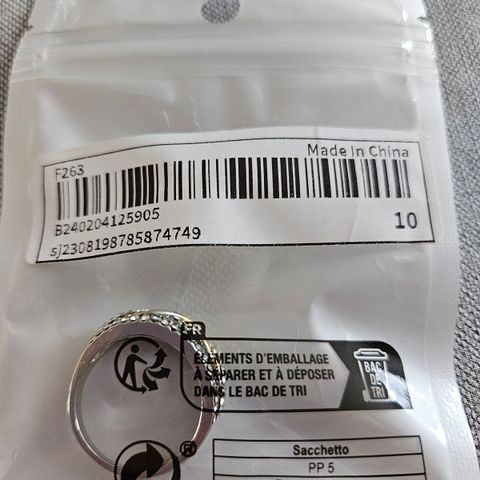 F263
Made In China
B240204125905
10
sj2308198785874749
FR
ÉLÉMENTS D'EMBALLAGE
À SÉPARER ET À DÉPOSER
DANS LE BAC DE TRI
BAC
DE
TRI
®
Sacchetto
PP 5